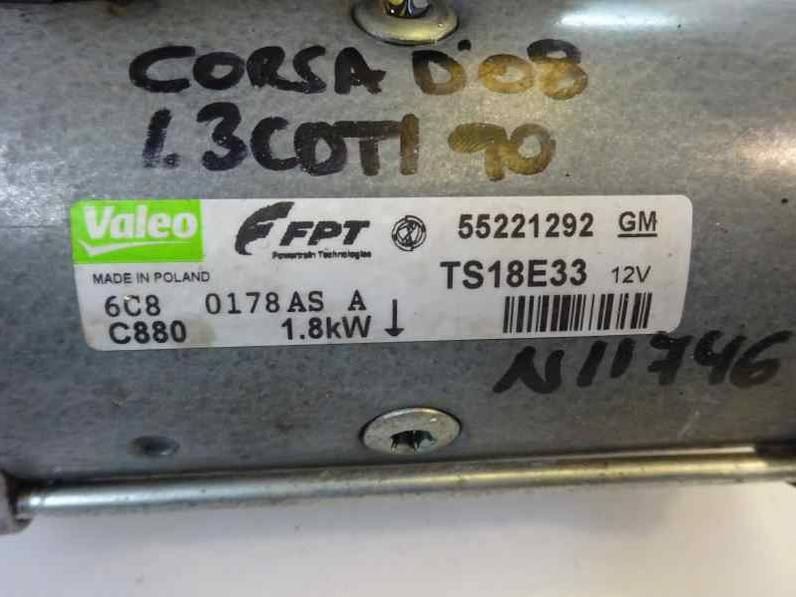 CORSA D'08
1.3CDTI 90
Valeo FPT 55221292 GM
Powertrain Technologies
MADE IN POLAND TS18E33 12V
6C8 0178AS A
C880 1.8kW ↓
N11746